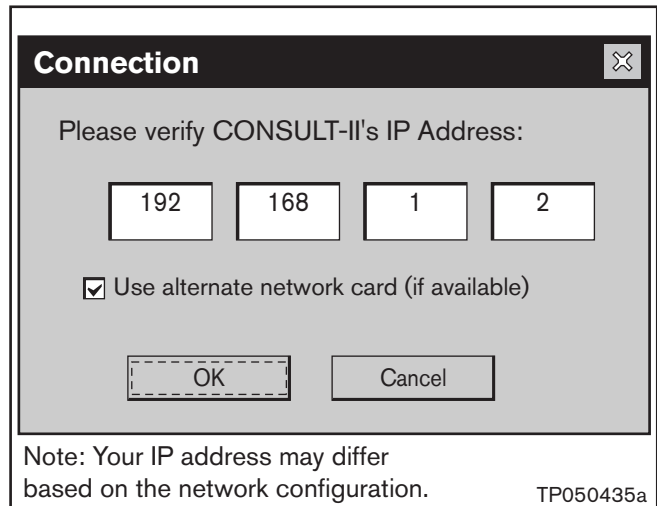 Connection
Please verify CONSULT-II's IP Address:
192 168 1 2
Use alternate network card (if available)
OK Cancel
Note: Your IP address may differ
based on the network configuration.
TP050435a